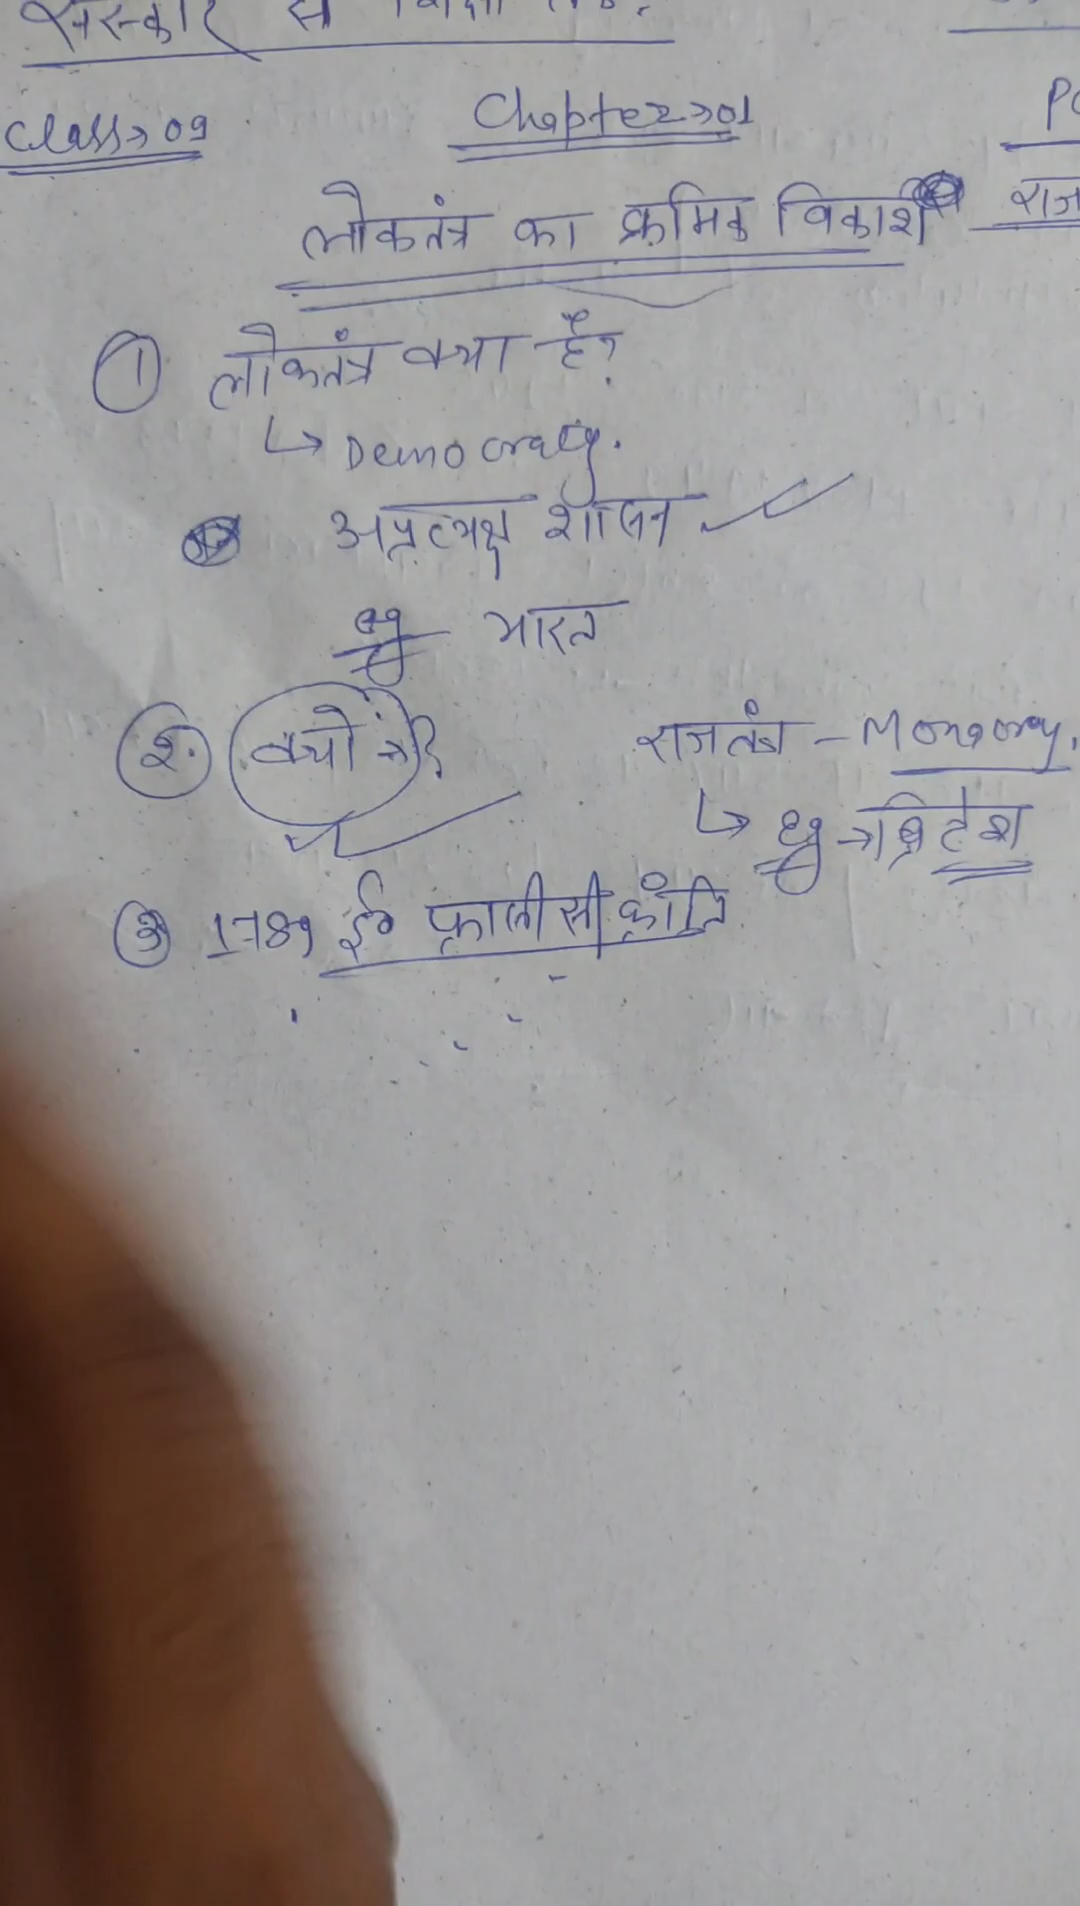 संस्कार से शिक्षा
Class→09
Chapter→01
लोकतंत्र का क्रमिक विकाश
राज
① लोकतंत्र क्या है?
↳ Democracy.
अप्रत्यक्ष शासन
भारत
2. क्यों
राजतंत्र –
↳ → ब्रिटेश
③ 1789 ई० फ्रांलीसी क्रांति